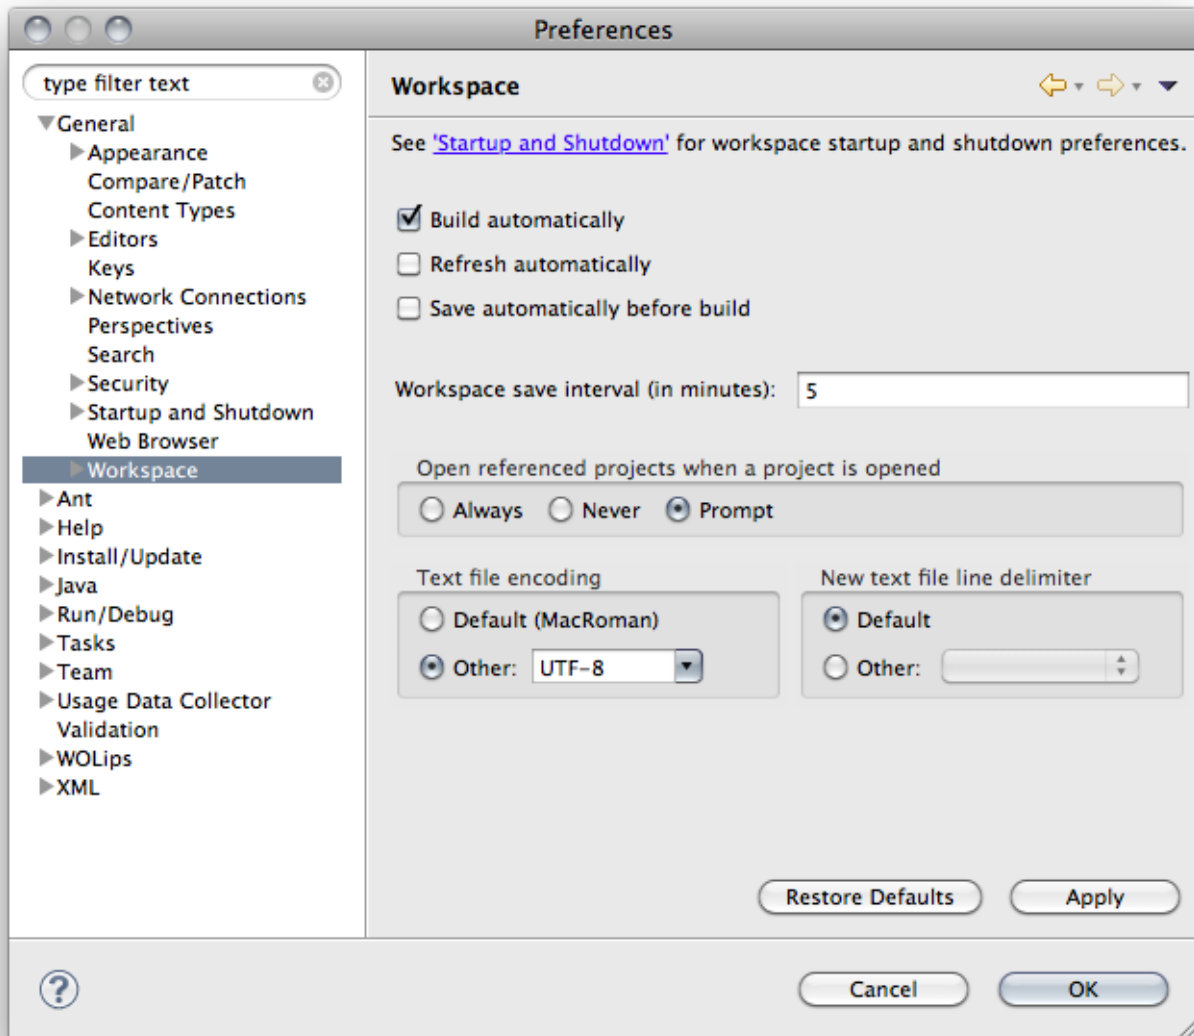 Preferences
type filter text
General
Appearance
Compare/Patch
Content Types
Editors
Keys
Network Connections
Perspectives
Search
Security
Startup and Shutdown
Web Browser
Workspace
Ant
Help
Install/Update
Java
Run/Debug
Tasks
Team
Usage Data Collector
Validation
WOLips
XML
Workspace
See 'Startup and Shutdown' for workspace startup and shutdown preferences.
Build automatically
Refresh automatically
Save automatically before build
Workspace save interval (in minutes): 5
Open referenced projects when a project is opened
Always Never Prompt
Text file encoding
Default (MacRoman)
Other: UTF-8
New text file line delimiter
Default
Other:
Restore Defaults Apply
? Cancel OK